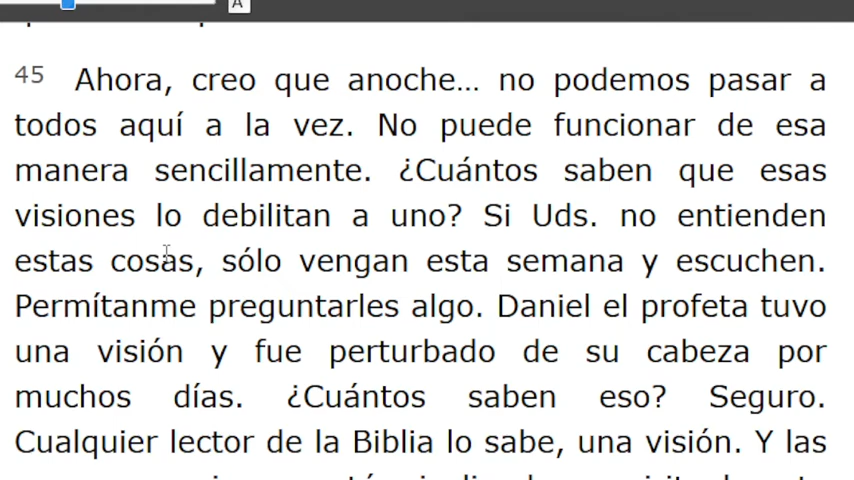 A
45 Ahora, creo que anoche… no podemos pasar a
todos aquí a la vez. No puede funcionar de esa
manera sencillamente. ¿Cuántos saben que esas
visiones lo debilitan a uno? Si Uds. no entienden
estas cosas, sólo vengan esta semana y escuchen.
Permítanme preguntarles algo. Daniel el profeta tuvo
una visión y fue perturbado de su cabeza por
muchos días. ¿Cuántos saben eso? Seguro.
Cualquier lector de la Biblia lo sabe, una visión. Y las